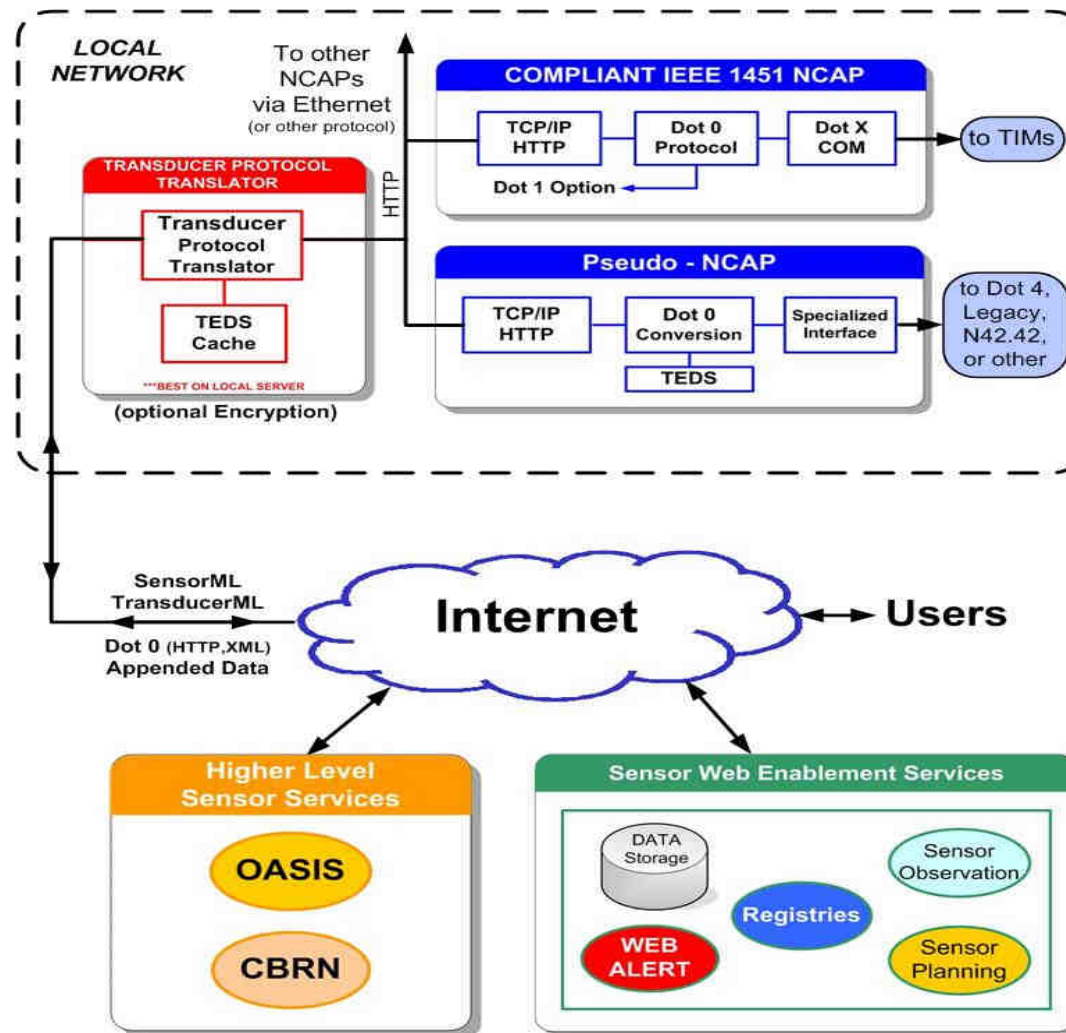 LOCAL
NETWORK
To other
NCAPs
via Ethernet
(or other protocol)
HTTP
COMPLIANT IEEE 1451 NCAP
TCP/IP
HTTP
Dot 0
Protocol
Dot X
COM
Dot 1 Option
to TIMs
TRANSDUCER PROTOCOL
TRANSLATOR
Transducer
Protocol
Translator
TEDS
Cache
***BEST ON LOCAL SERVER
(optional Encryption)
Pseudo - NCAP
TCP/IP
HTTP
Dot 0
Conversion
Specialized
Interface
TEDS
to Dot 4,
Legacy,
N42.42,
or other
SensorML
TransducerML
Dot 0 (HTTP,XML)
Appended Data
Internet
Users
Higher Level
Sensor Services
OASIS
CBRN
Sensor Web Enablement Services
DATA
Storage
Sensor
Observation
Registries
WEB
ALERT
Sensor
Planning